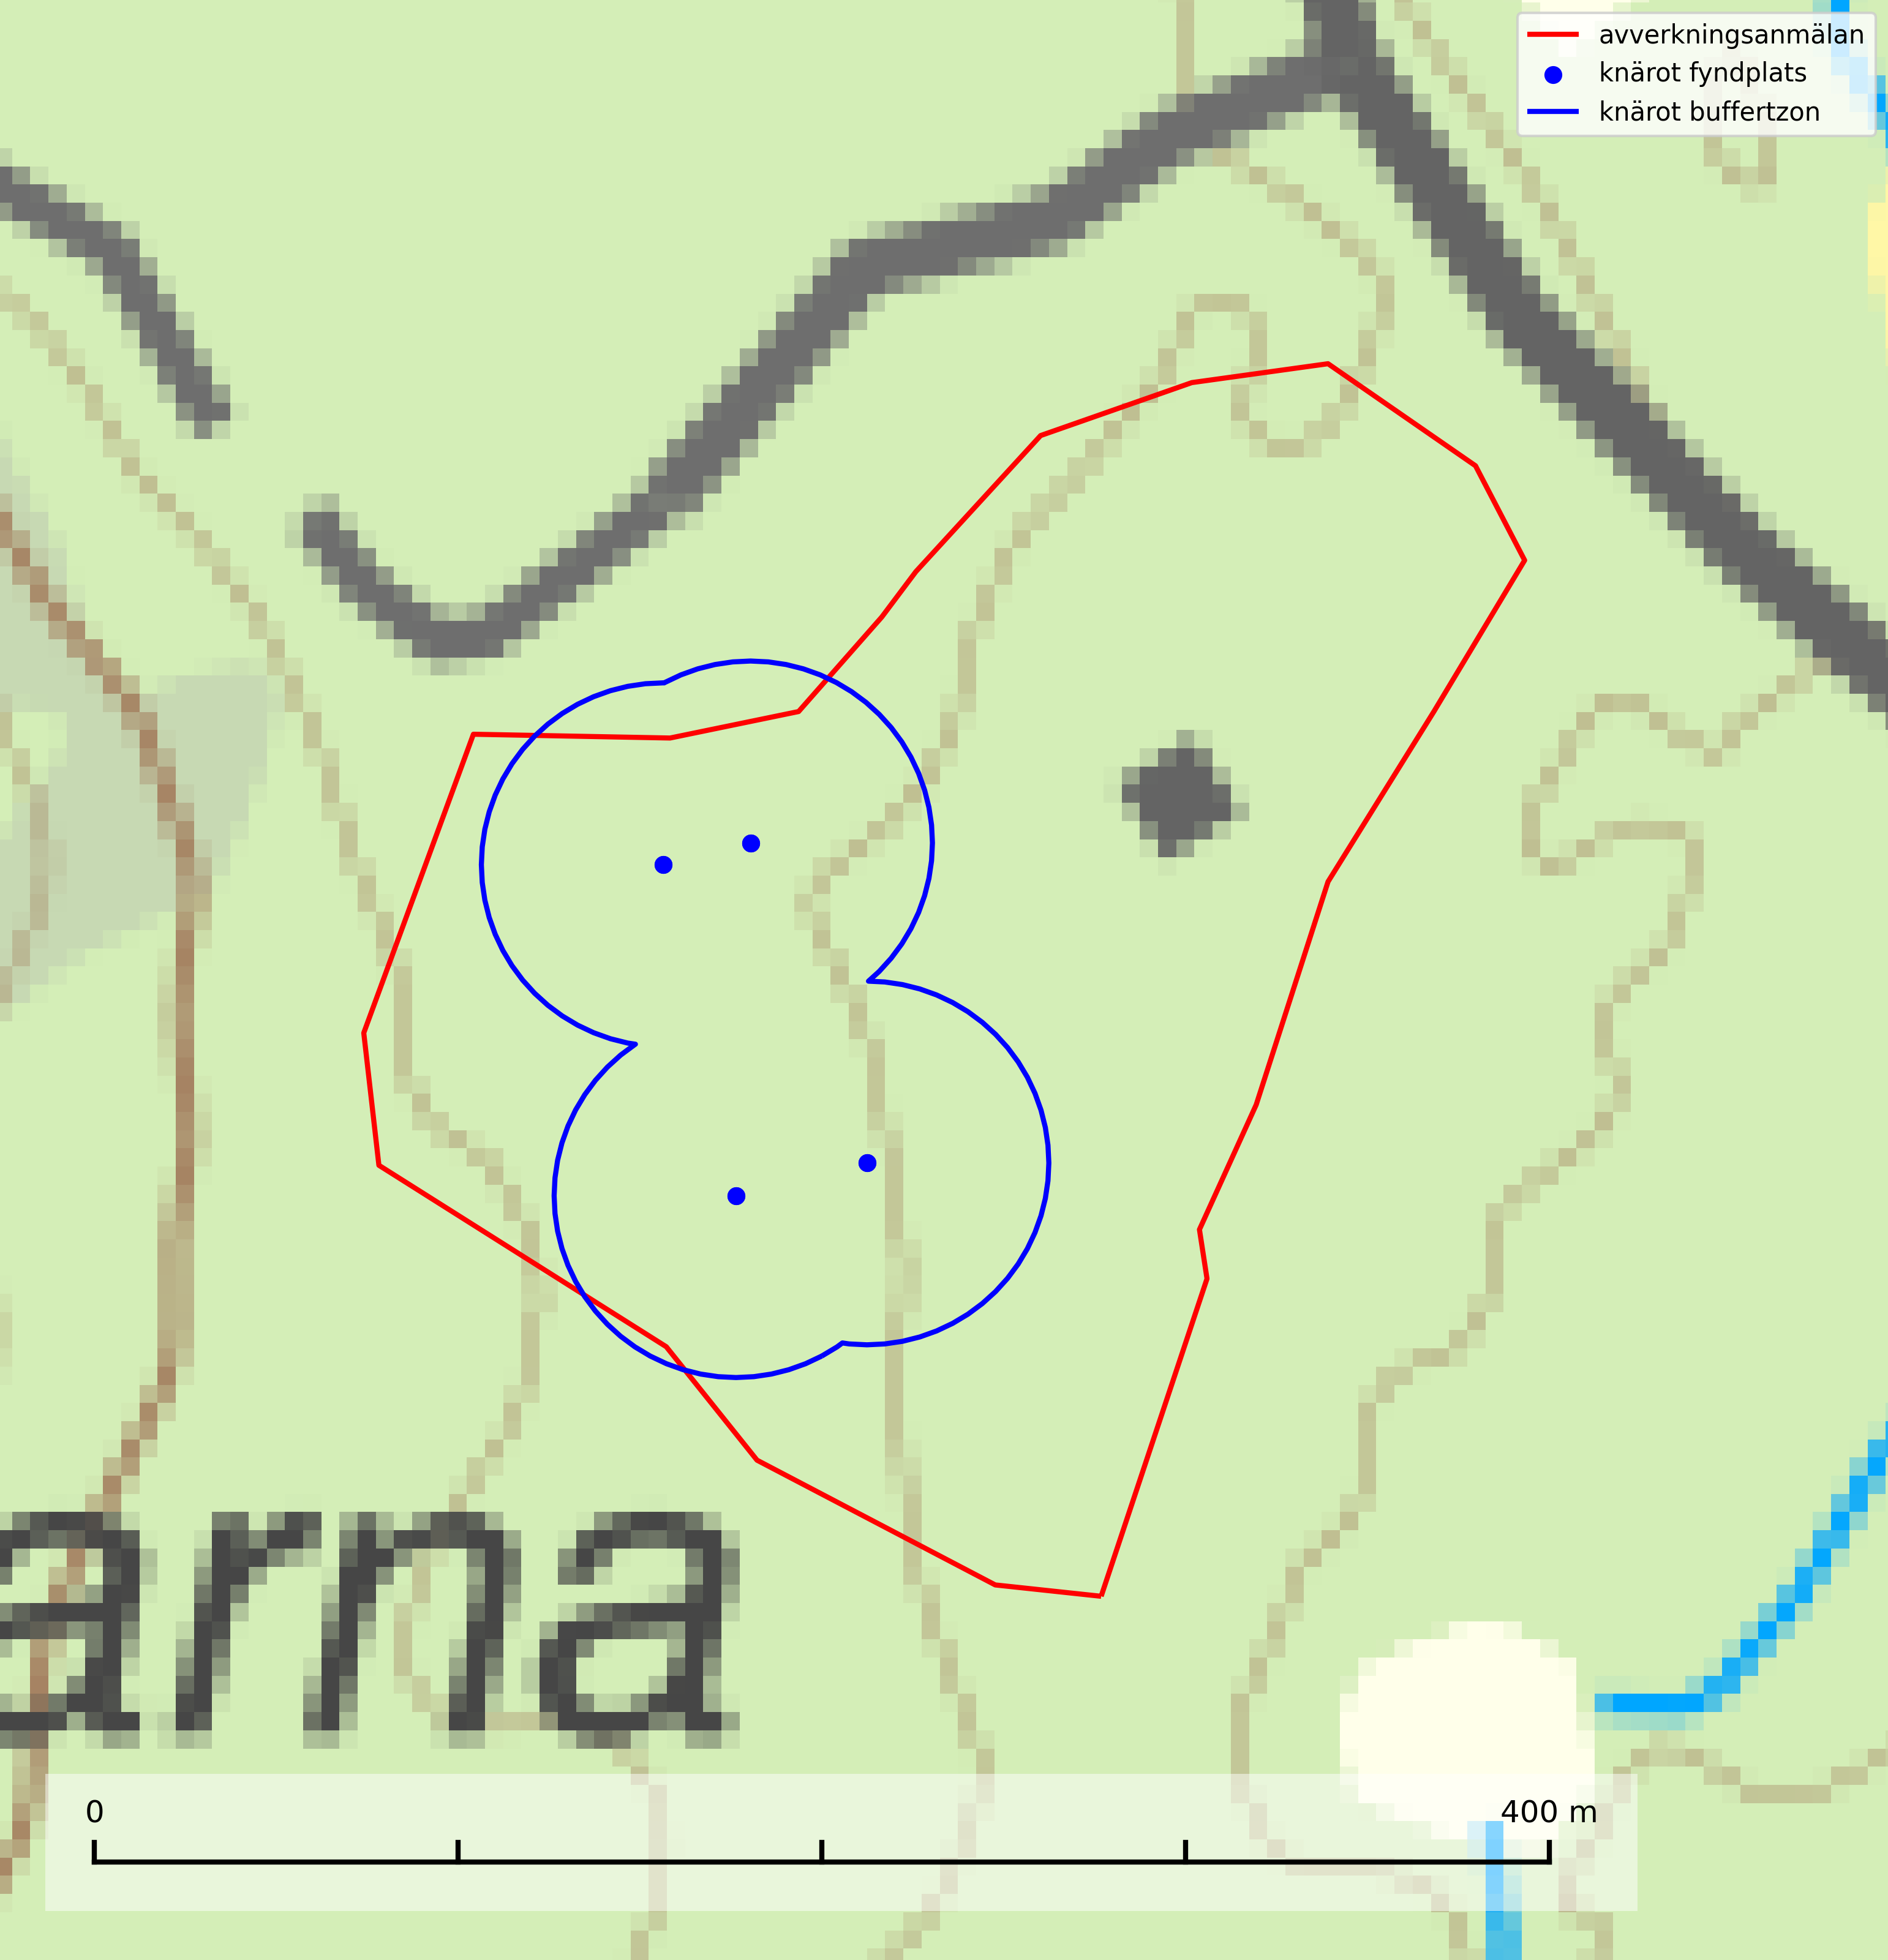 avverkningsanmälan
knärot fyndplats
knärot buffertzon
arna
0 400 m